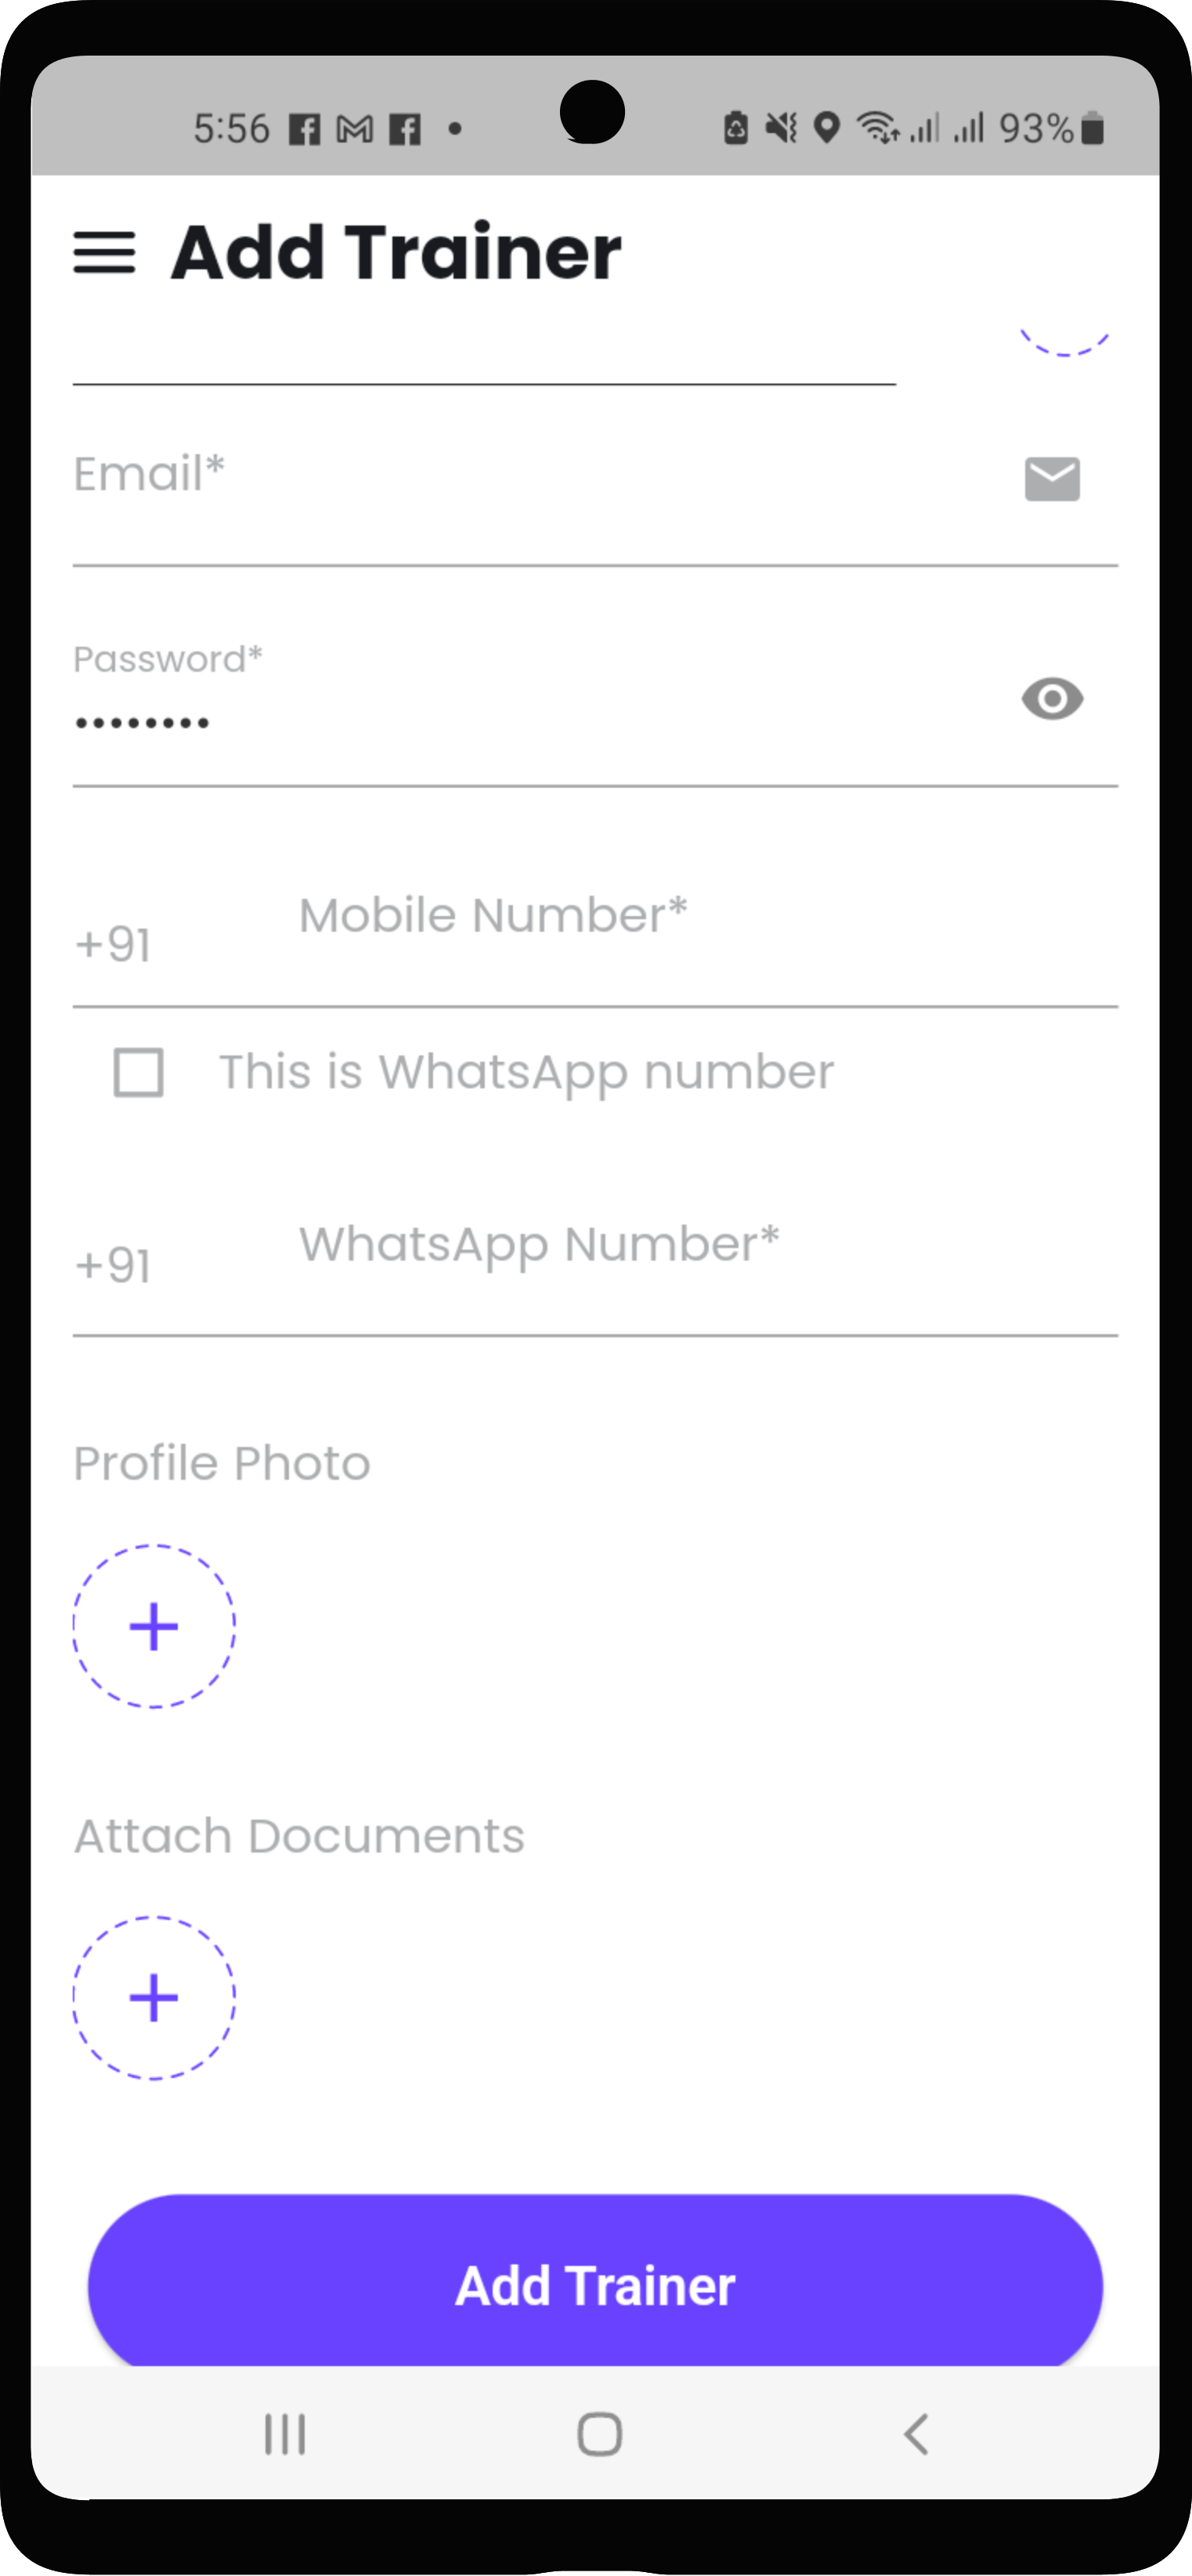 5:56 93%
Add Trainer
Email*
Password*
••••••••
+91 Mobile Number*
This is WhatsApp number
+91 WhatsApp Number*
Profile Photo
+
Attach Documents
+
Add Trainer